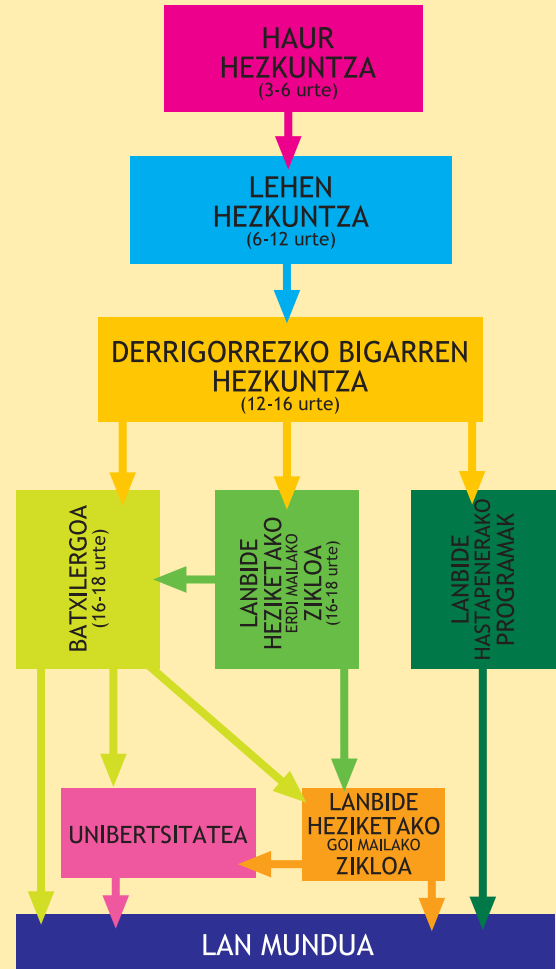 HAUR
HEZKUNTZA
(3-6 urte)
LEHEN
HEZKUNTZA
(6-12 urte)
DERRIGORREZKO BIGARREN
HEZKUNTZA
(12-16 urte)
BATXILERGOA
(16-18 urte)
LANBIDE
HEZIKETAKO
ERDI MAILAKO
ZIKLOA
(16-18 urte)
LANBIDE
HASTAPENERAKO
PROGRAMAK
UNIBERTSITATEA
LANBIDE
HEZIKETAKO
GOI MAILAKO
ZIKLOA
LAN MUNDUA